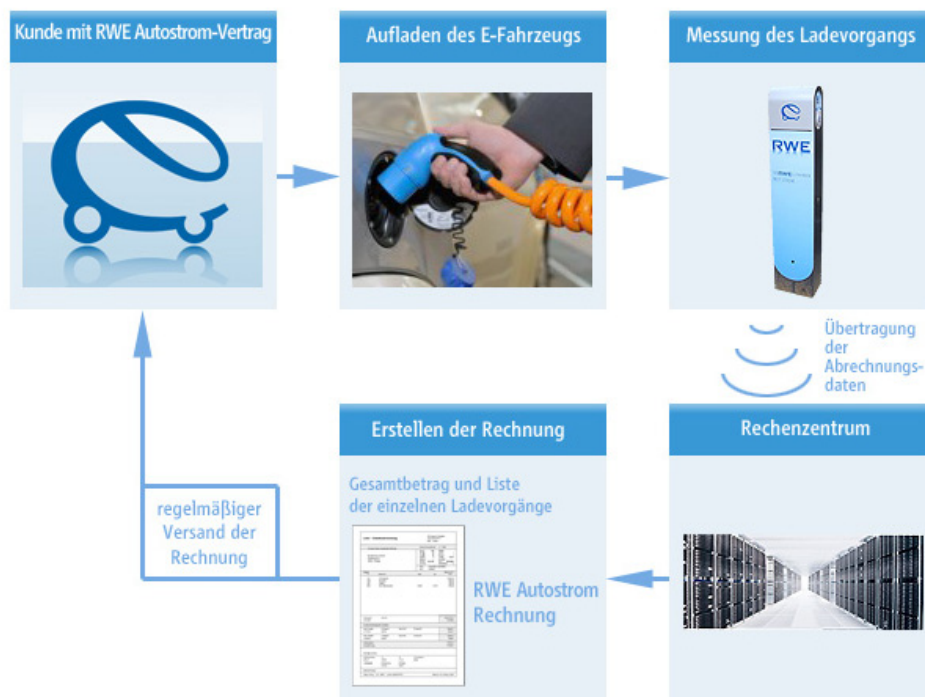 Kunde mit RWE Autostrom-Vertrag
Aufladen des E-Fahrzeugs
Messung des Ladevorgangs
RWE
Übertragung
der
Abrechnungs-
daten
Erstellen der Rechnung
Rechenzentrum
Gesamtbetrag und Liste
der einzelnen Ladevorgänge
regelmäßiger
Versand der
Rechnung
RWE Autostrom
Rechnung